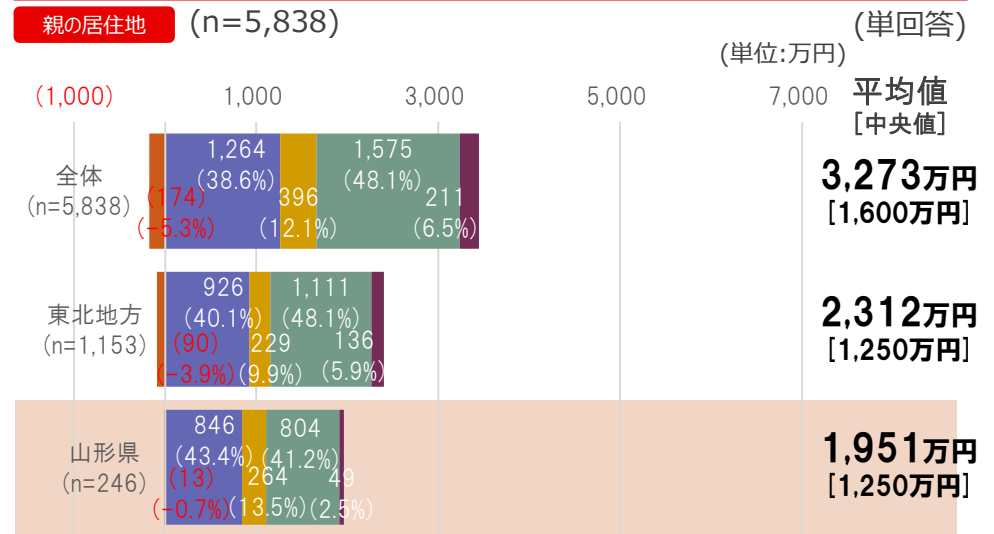 親の居住地 (n=5,838) (単回答)
(単位:万円)
(1,000) 1,000 3,000 5,000 7,000 平均値
[中央値]
全体
(n=5,838)
1,264
(38.6%)
1,575
(48.1%)
(174)
(-5.3%)
396
(12.1%)
211
(6.5%)
3,273万円
[1,600万円]
東北地方
(n=1,153)
926
(40.1%)
1,111
(48.1%)
(90)
(-3.9%)
229
(9.9%)
136
(5.9%)
2,312万円
[1,250万円]
山形県
(n=246)
846
(43.4%)
804
(41.2%)
(13)
(-0.7%)
264
(13.5%)
49
(2.5%)
1,951万円
[1,250万円]